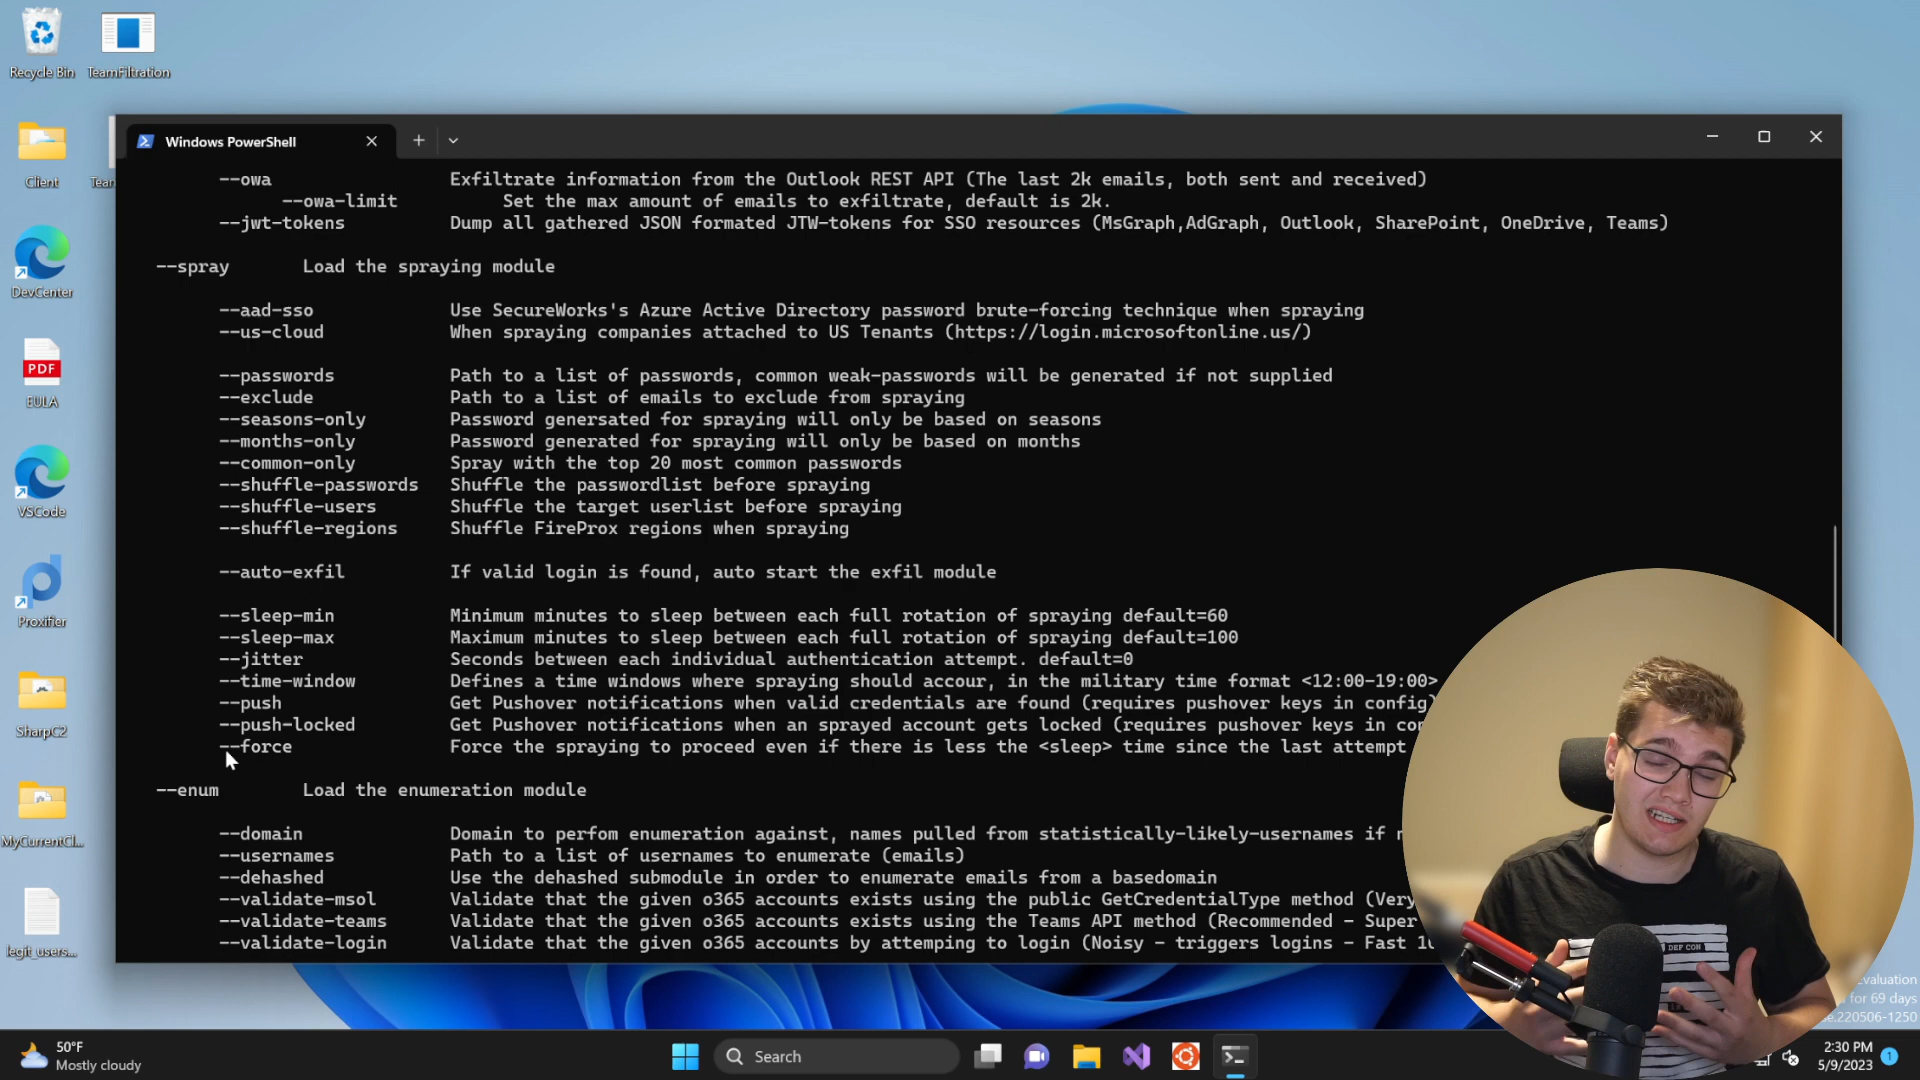 Recycle Bin
TeamFiltration
Client
Team
DevCenter
PDF
EULA
VSCode
Proxifier
SharpC2
MyCurrentCl...
legit_users...
Windows PowerShell
--owa Exfiltrate information from the Outlook REST API (The last 2k emails, both sent and received)
--owa-limit Set the max amount of emails to exfiltrate, default is 2k.
--jwt-tokens Dump all gathered JSON formated JTW-tokens for SSO resources (MsGraph,AdGraph, Outlook, SharePoint, OneDrive, Teams)
--spray Load the spraying module
--aad-sso Use SecureWorks's Azure Active Directory password brute-forcing technique when spraying
--us-cloud When spraying companies attached to US Tenants (https://login.microsoftonline.us/)
--passwords Path to a list of passwords, common weak-passwords will be generated if not supplied
--exclude Path to a list of emails to exclude from spraying
--seasons-only Password genersated for spraying will only be based on seasons
--months-only Password generated for spraying will only be based on months
--common-only Spray with the top 20 most common passwords
--shuffle-passwords Shuffle the passwordlist before spraying
--shuffle-users Shuffle the target userlist before spraying
--shuffle-regions Shuffle FireProx regions when spraying
--auto-exfil If valid login is found, auto start the exfil module
--sleep-min Minimum minutes to sleep between each full rotation of spraying default=60
--sleep-max Maximum minutes to sleep between each full rotation of spraying default=100
--jitter Seconds between each individual authentication attempt. default=0
--time-window Defines a time windows where spraying should accour, in the military time format <12:00-19:00>
--push Get Pushover notifications when valid credentials are found (requires pushover keys in config)
--push-locked Get Pushover notifications when an sprayed account gets locked (requires pushover keys in con
--force Force the spraying to proceed even if there is less the <sleep> time since the last attempt
--enum Load the enumeration module
--domain Domain to perfom enumeration against, names pulled from statistically-likely-usernames if
--usernames Path to a list of usernames to enumerate (emails)
--dehashed Use the dehashed submodule in order to enumerate emails from a basedomain
--validate-msol Validate that the given o365 accounts exists using the public GetCredentialType method (Very
--validate-teams Validate that the given o365 accounts exists using the Teams API method (Recommended - Super
--validate-login Validate that the given o365 accounts by attemping to login (Noisy - triggers logins - Fast
DEF CON
valuation
for 69 days
e.220506-1250
50°F
Mostly cloudy
Search
2:30 PM
5/9/2023
1